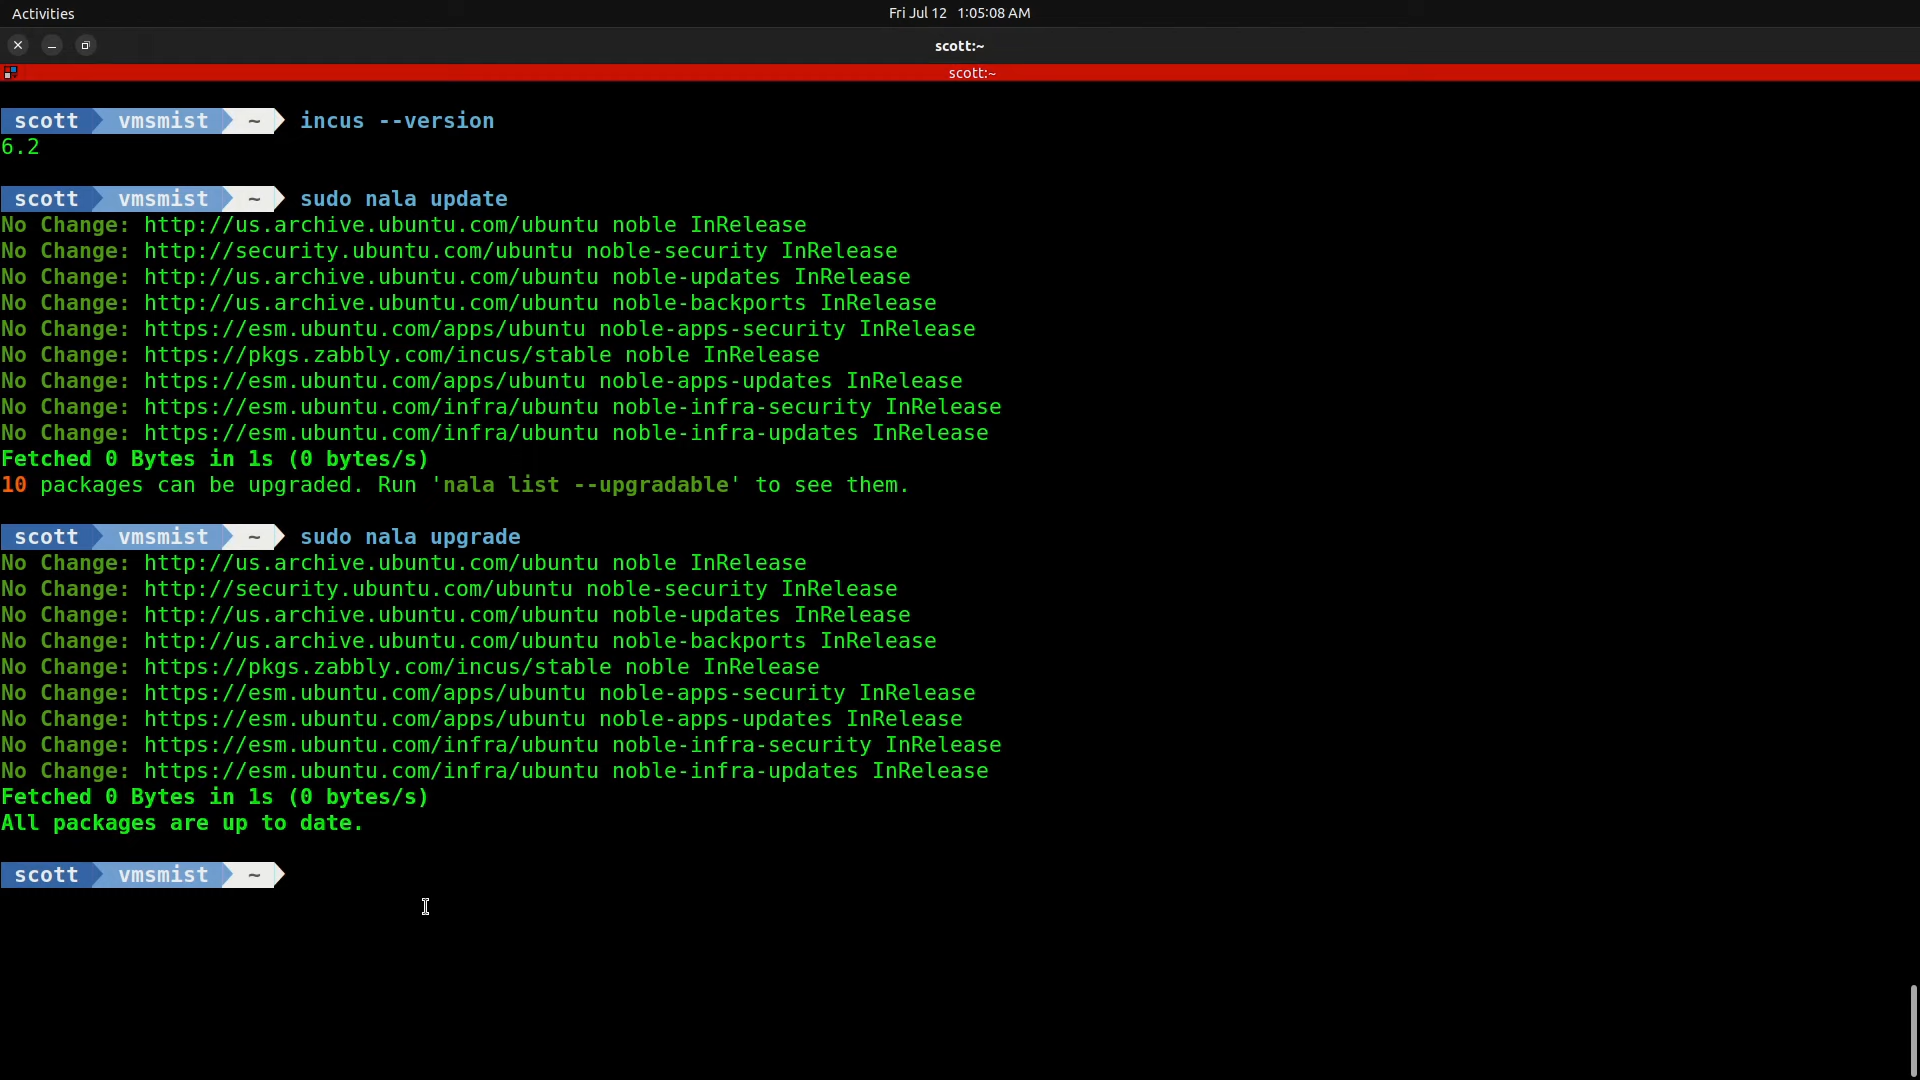 Activities
Fri Jul 12 1:05:08 AM
scott:~
scott:~
scott vmsmist ~ incus --version
6.2
scott vmsmist ~ sudo nala update
No Change: http://us.archive.ubuntu.com/ubuntu noble InRelease
No Change: http://security.ubuntu.com/ubuntu noble-security InRelease
No Change: http://us.archive.ubuntu.com/ubuntu noble-updates InRelease
No Change: http://us.archive.ubuntu.com/ubuntu noble-backports InRelease
No Change: https://esm.ubuntu.com/apps/ubuntu noble-apps-security InRelease
No Change: https://pkgs.zabbly.com/incus/stable noble InRelease
No Change: https://esm.ubuntu.com/apps/ubuntu noble-apps-updates InRelease
No Change: https://esm.ubuntu.com/infra/ubuntu noble-infra-security InRelease
No Change: https://esm.ubuntu.com/infra/ubuntu noble-infra-updates InRelease
Fetched 0 Bytes in 1s (0 bytes/s)
10 packages can be upgraded. Run 'nala list --upgradable' to see them.
scott vmsmist ~ sudo nala upgrade
No Change: http://us.archive.ubuntu.com/ubuntu noble InRelease
No Change: http://security.ubuntu.com/ubuntu noble-security InRelease
No Change: http://us.archive.ubuntu.com/ubuntu noble-updates InRelease
No Change: http://us.archive.ubuntu.com/ubuntu noble-backports InRelease
No Change: https://pkgs.zabbly.com/incus/stable noble InRelease
No Change: https://esm.ubuntu.com/apps/ubuntu noble-apps-security InRelease
No Change: https://esm.ubuntu.com/apps/ubuntu noble-apps-updates InRelease
No Change: https://esm.ubuntu.com/infra/ubuntu noble-infra-security InRelease
No Change: https://esm.ubuntu.com/infra/ubuntu noble-infra-updates InRelease
Fetched 0 Bytes in 1s (0 bytes/s)
All packages are up to date.
scott vmsmist ~